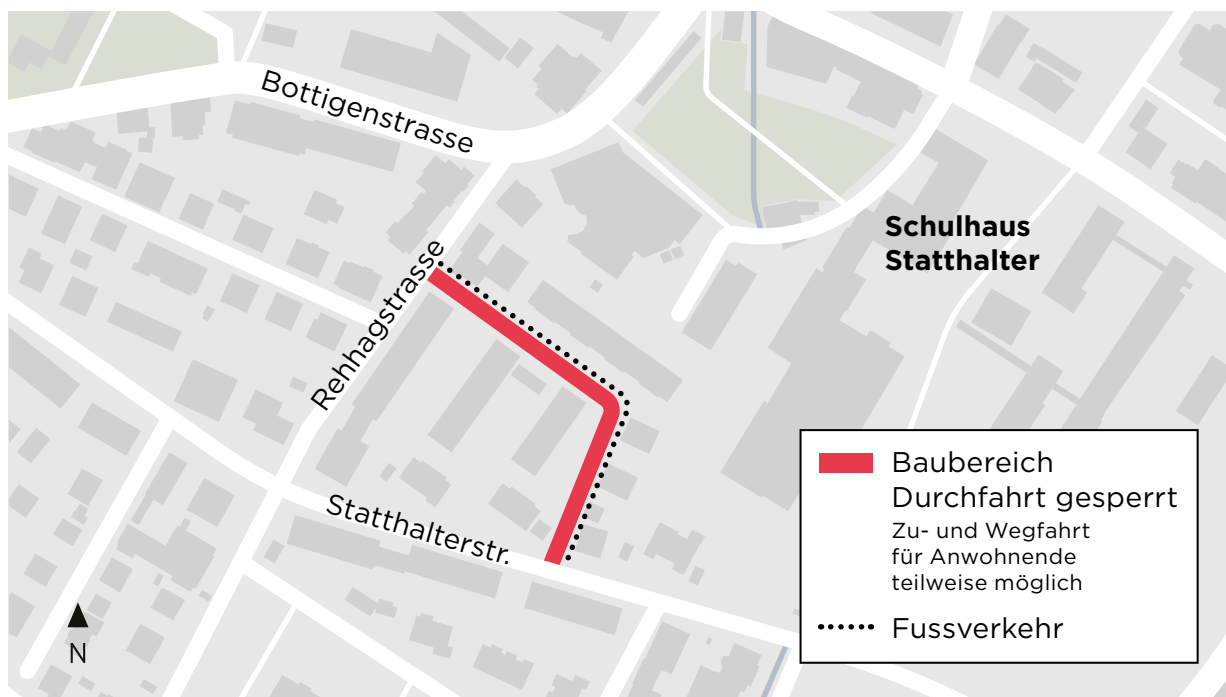 Bottigenstrasse
Schulhaus
Statthalter
Rehhagstrasse
Statthalterstr.
N
Baubereich
Durchfahrt gesperrt
Zu- und Wegfahrt
für Anwohnende
teilweise möglich
Fussverkehr